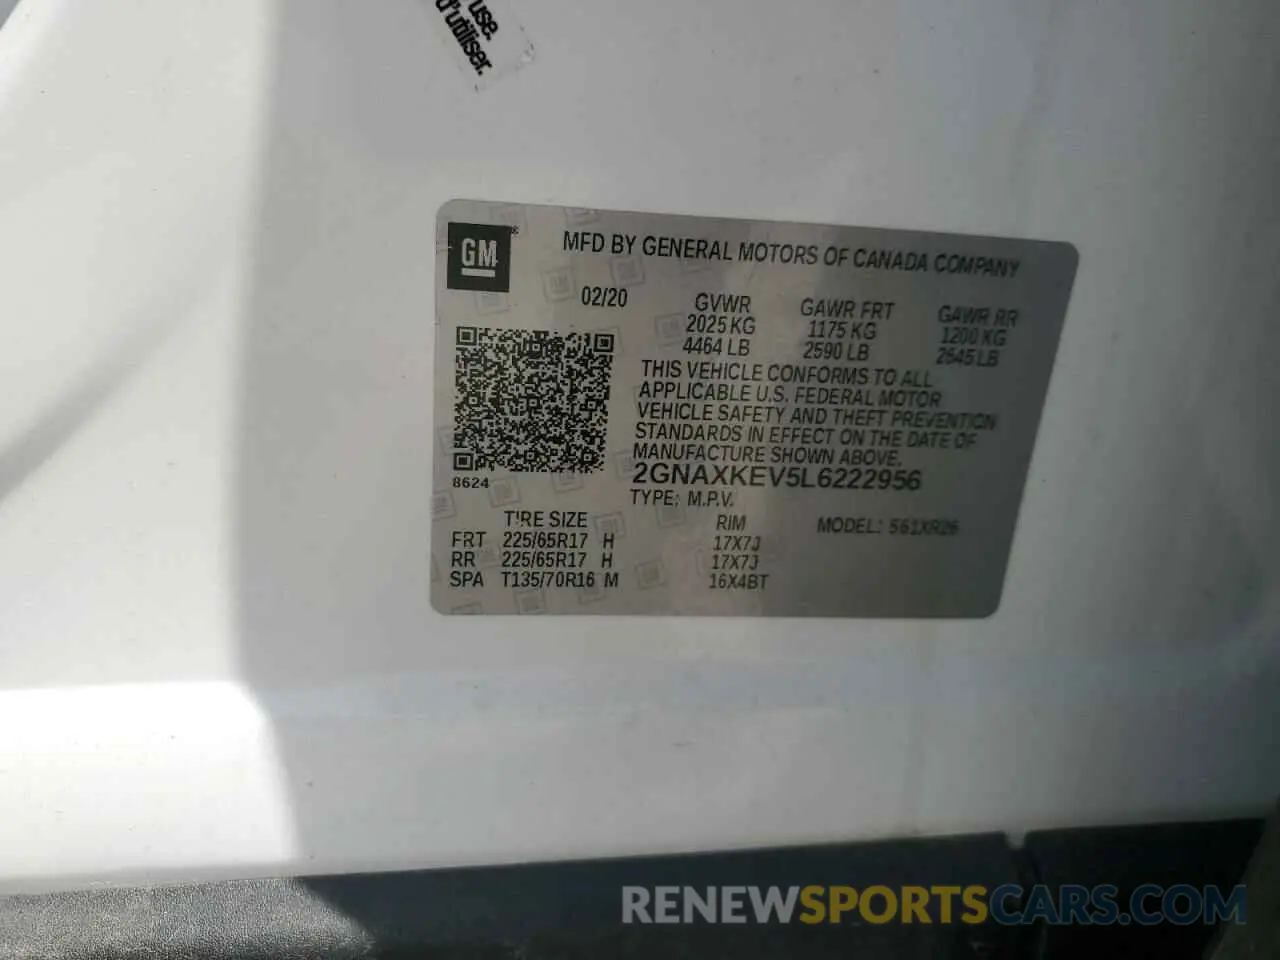 use.
d'utiliser.
GM
MFD BY GENERAL MOTORS OF CANADA COMPANY
02/20 GVWR GAWR FRT GAWR RR
2025 KG 1175 KG 1200 KG
4464 LB 2590 LB 2645 LB
THIS VEHICLE CONFORMS TO ALL
APPLICABLE U.S. FEDERAL MOTOR
VEHICLE SAFETY AND THEFT PREVENTION
STANDARDS IN EFFECT ON THE DATE OF
MANUFACTURE SHOWN ABOVE.
8624
2GNAXKEV5L6222956
TYPE: M.P.V.
TIRE SIZE RIM MODEL: 561XR26
FRT 225/65R17 H 17X7J
RR 225/65R17 H 17X7J
SPA T135/70R16 M 16X4BT
RENEWSPORTSCARS.COM